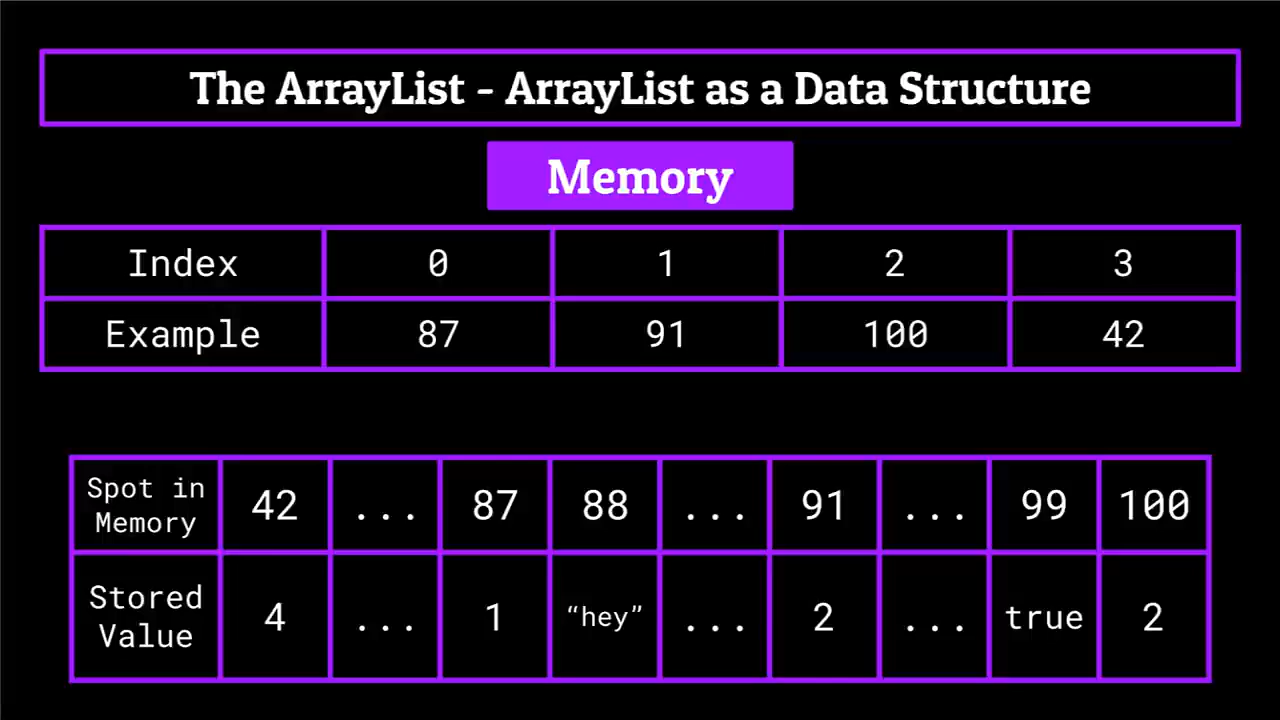 The ArrayList - ArrayList as a Data Structure
Memory
Index 0 1 2 3
Example 87 91 100 42
Spot in
Memory 42 ... 87 88 ... 91 ... 99 100
Stored
Value 4 ... 1 “hey” ... 2 ... true 2